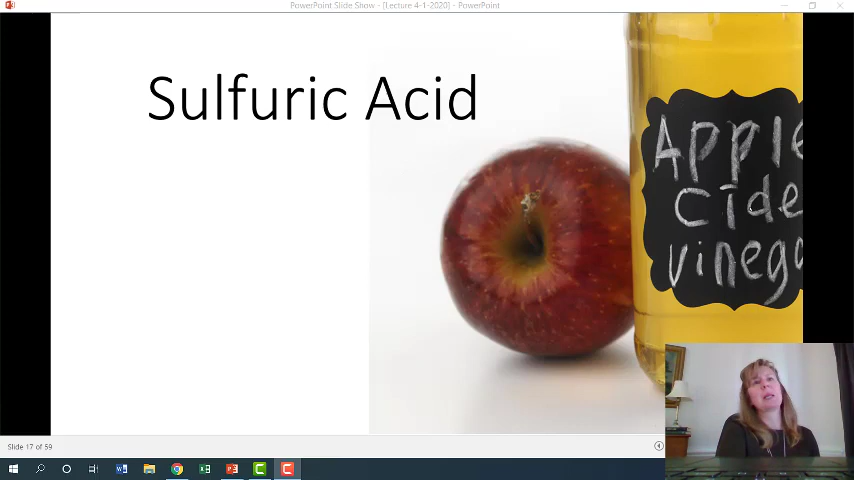 PowerPoint Slide Show - [Lecture 4-1-2020] - PowerPoint
Sulfuric Acid
Apple
cide
vinega
Slide 17 of 59